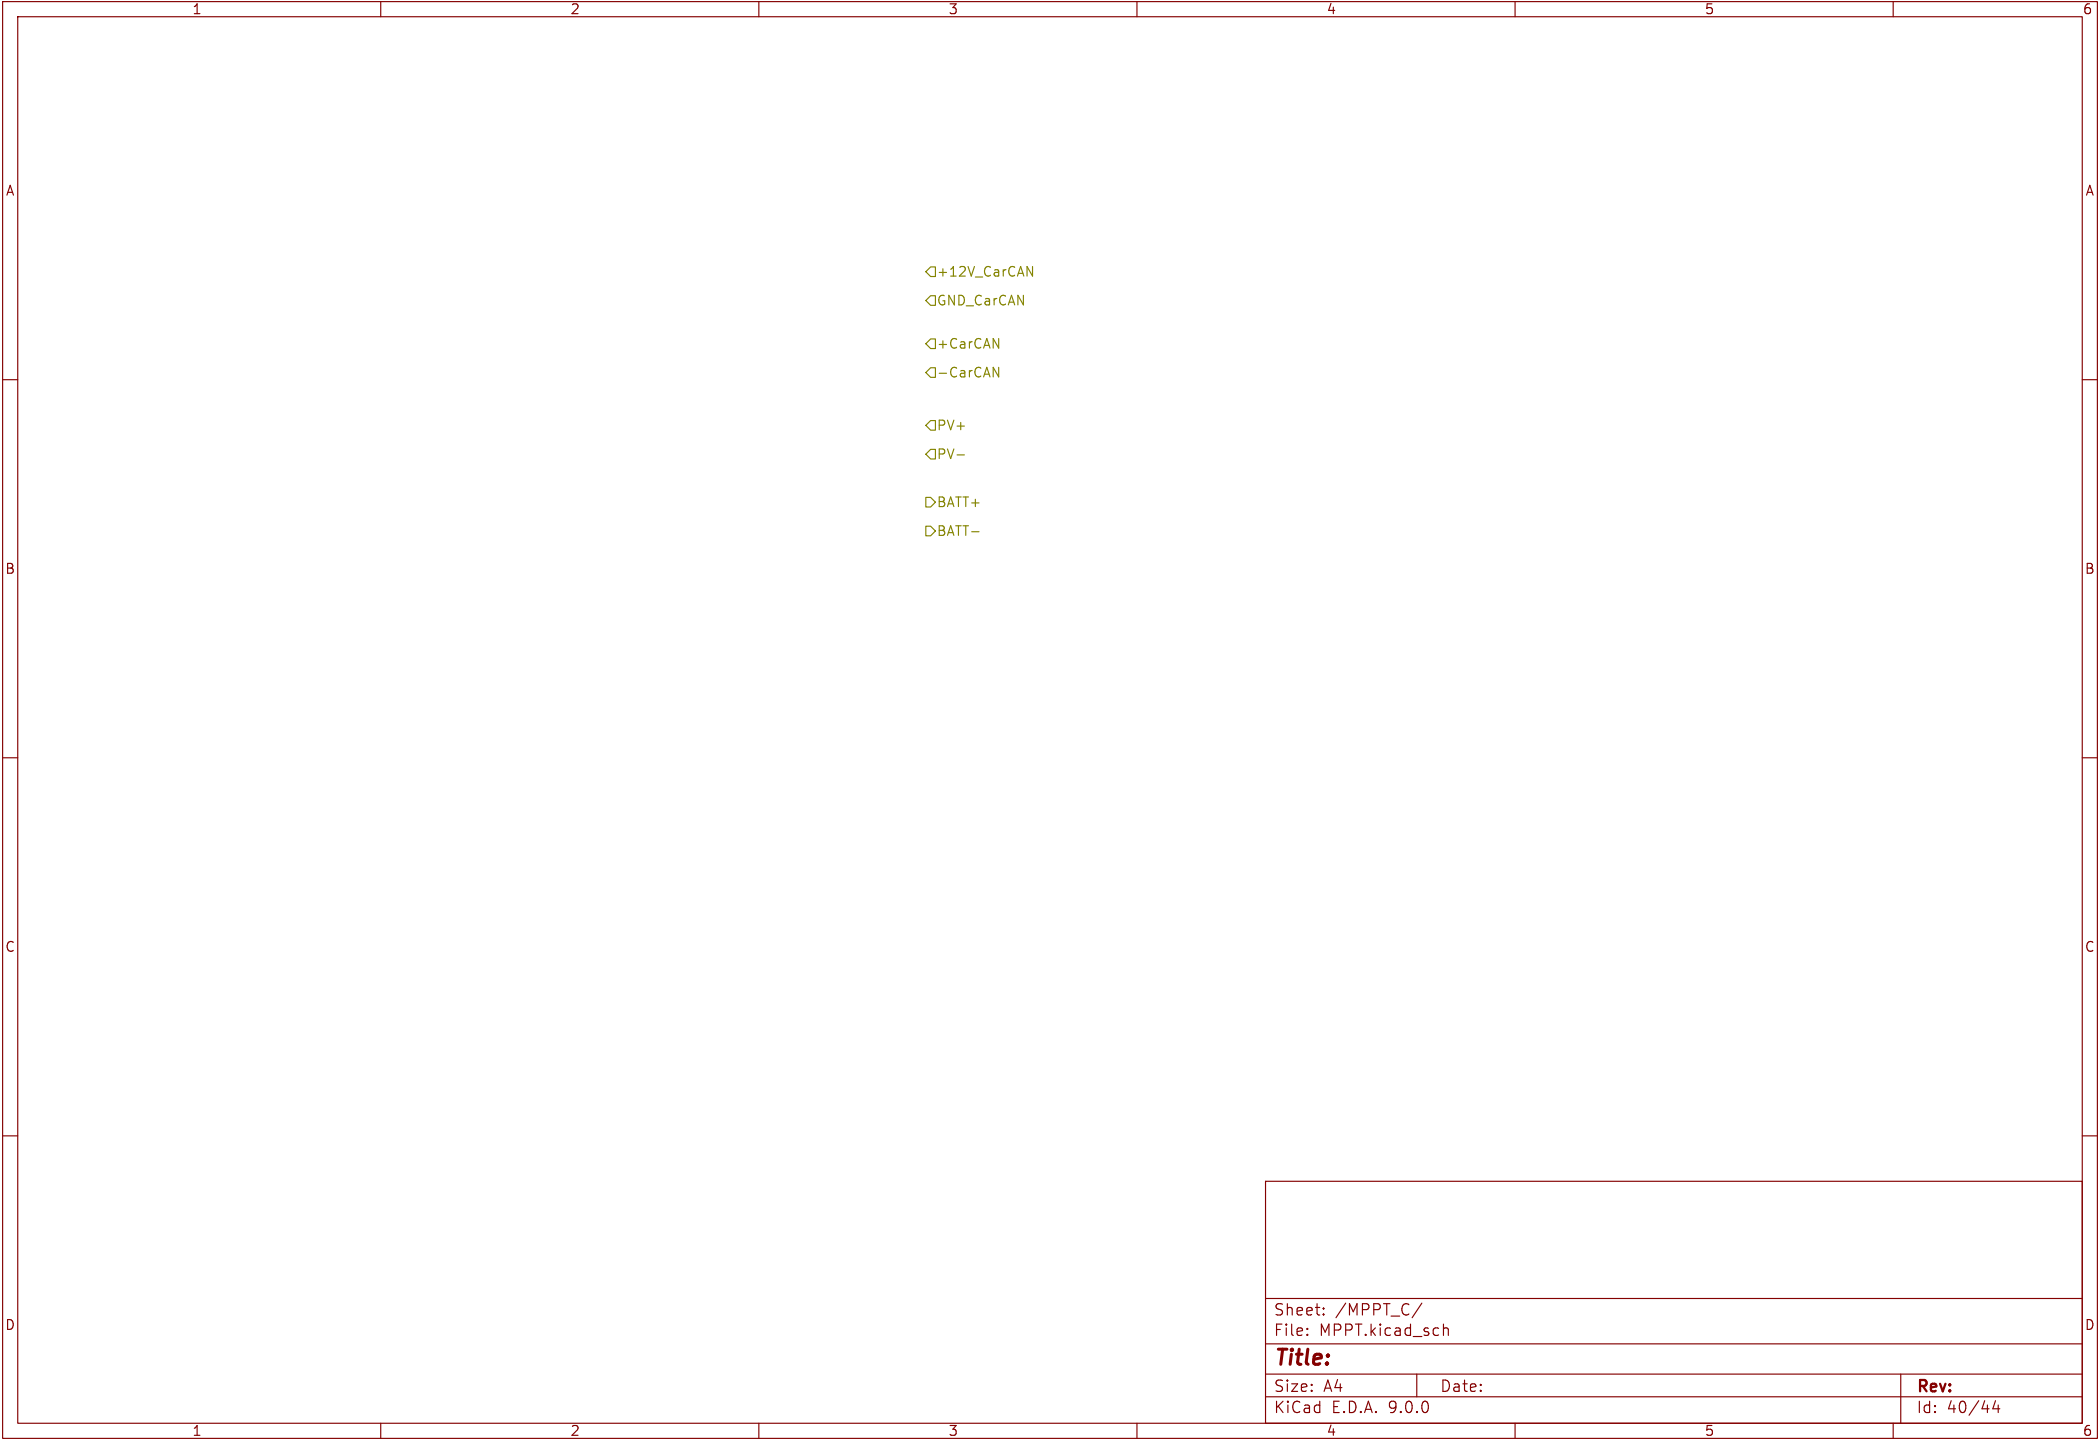 1 2 3 4 5 6
A A
+12V_CarCAN
GND_CarCAN
+CarCAN
-CarCAN
PV+
PV-
BATT+
BATT-
B B
C C
Sheet: /MPPT_C/
D D
File: MPPT.kicad_sch
Title:
Size: A4 Date: Rev:
KiCad E.D.A. 9.0.0 Id: 40/44
1 2 3 4 5 6